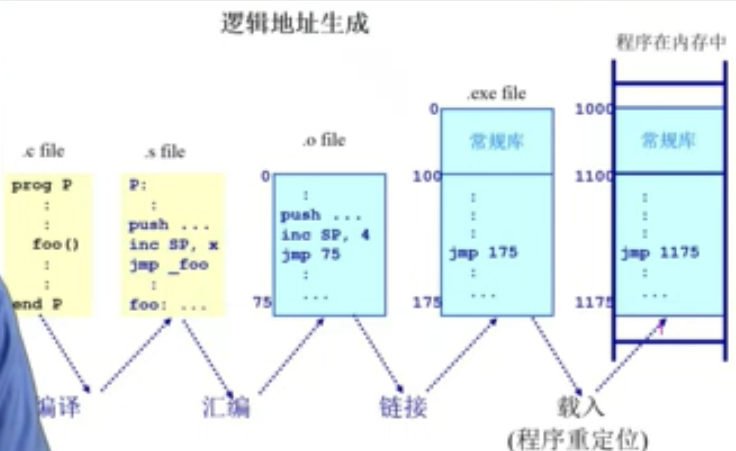 逻辑地址生成
程序在内存中
.c file
prog P
:
:
foo()
:
:
end P
.s file
P:
:
push ...
inc SP, x
jmp _foo
:
foo: ...
.o file
0
:
push ...
inc SP, 4
jmp 75
:
...
75
.exe file
0
常规库
100
:
:
:
jmp 175
:
...
175
1000
常规库
1100
:
:
:
jmp 1175
:
...
1175
编译
汇编
链接
载入
(程序重定位)